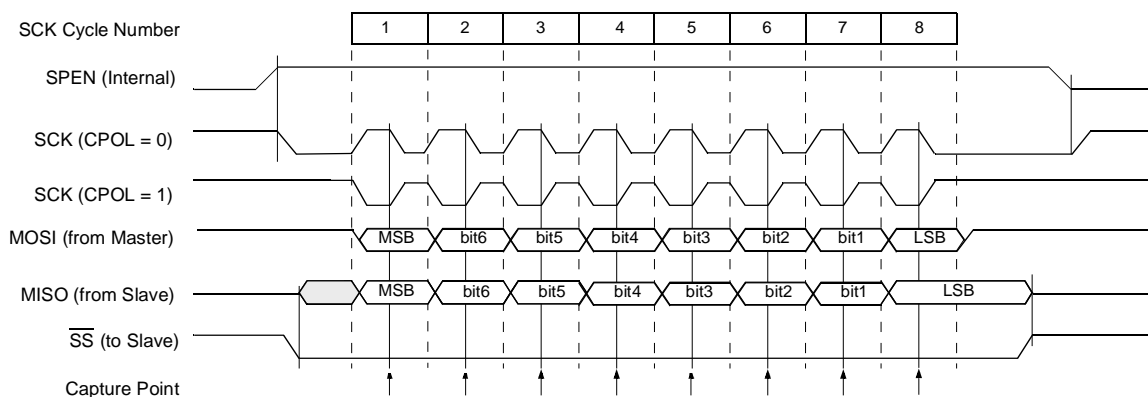 SCK Cycle Number 1 2 3 4 5 6 7 8
SPEN (Internal)
SCK (CPOL = 0)
SCK (CPOL = 1)
MOSI (from Master) MSB bit6 bit5 bit4 bit3 bit2 bit1 LSB
MISO (from Slave) MSB bit6 bit5 bit4 bit3 bit2 bit1 LSB
S̅S̅ (to Slave)
Capture Point